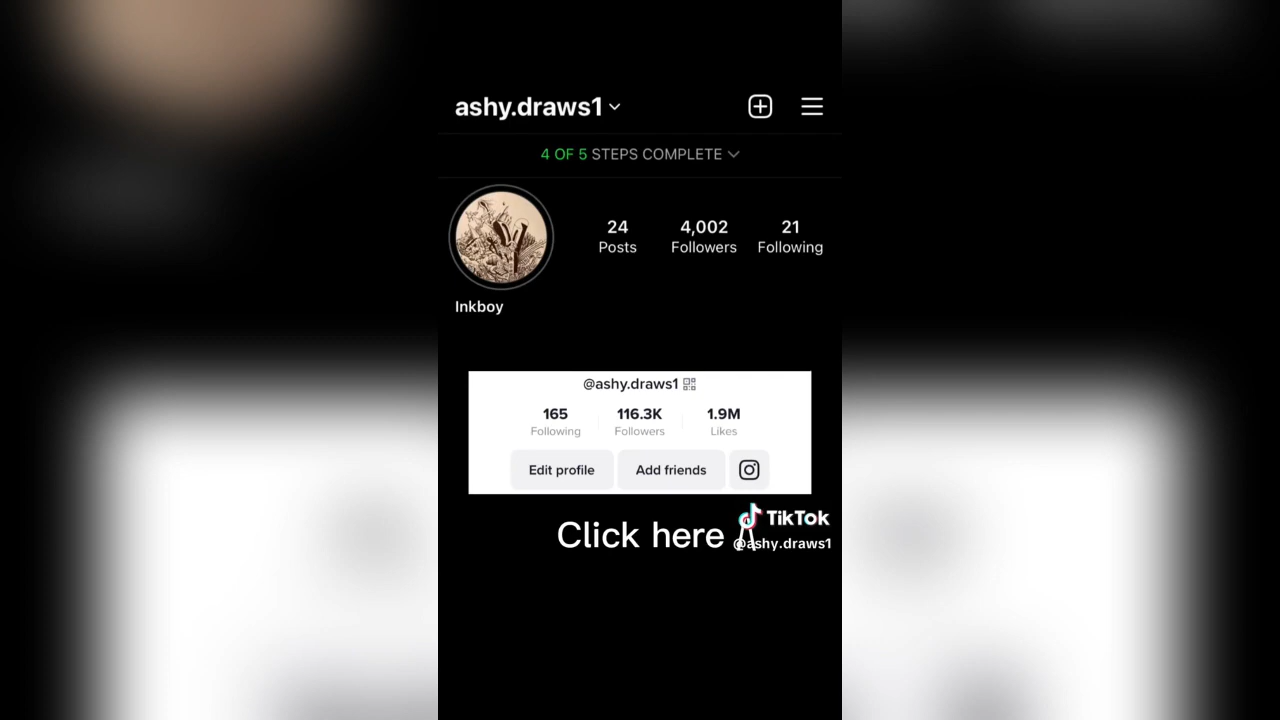 ashy.draws1
4 OF 5 STEPS COMPLETE
24 4,002 21
Posts Followers Following
Inkboy
@ashy.draws1
165 116.3K 1.9M
Following Followers Likes
Edit profile Add friends
Click here
TikTok
@ashy.draws1